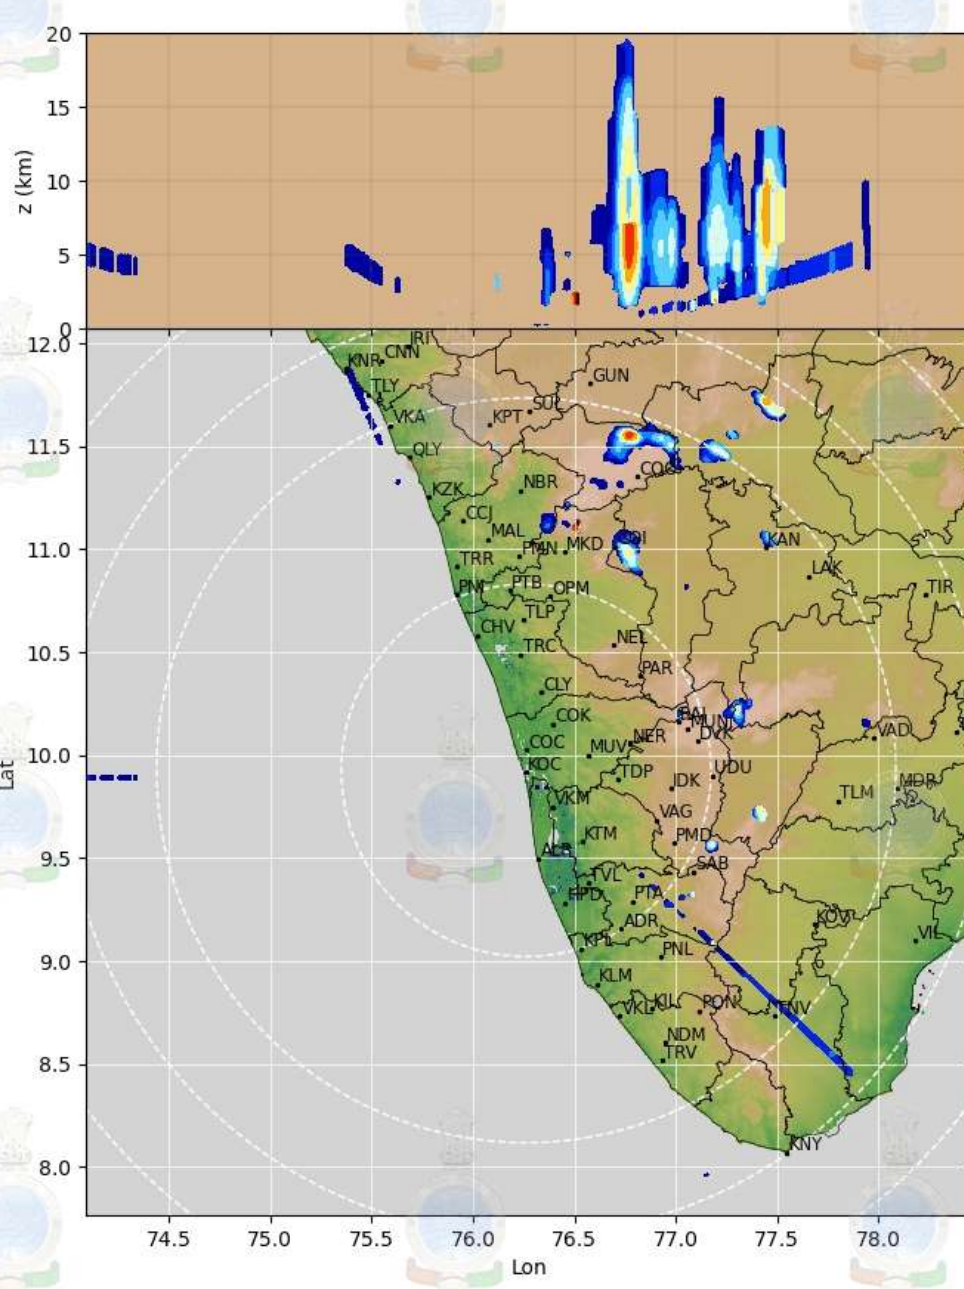 20
15
z (km)
10
5
0
12.0
IRI
CNN
KNR
GUN
TLY
SUL
VKA
KPT
11.5
QLY
COO
NBR
KZK
CCJ
MAL
11.0
PMN
MKD
KAN
TRR
LAK
PTB
OPM
TIR
TLP
CHV
NEL
10.5
TRC
PAR
CLY
COK
MUN
DVK
VAD
NER
10.0
COC
MUV
Lat
KOC
TDP
UDU
IDK
MDR
TLM
VKM
VAG
KTM
PMD
9.5
ALP
SAB
TVL
HPD
PTA
ADR
KOV
VIL
KPL
9.0
PNL
KLM
VKL
KIL
PON
TNV
NDM
8.5
TRV
8.0
KNY
74.5 75.0 75.5 76.0 76.5 77.0 77.5 78.0
Lon